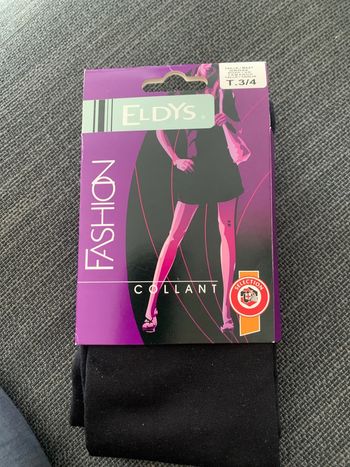 T.3/4
ELDYS®
FASHION
COLLANT
SELECTION